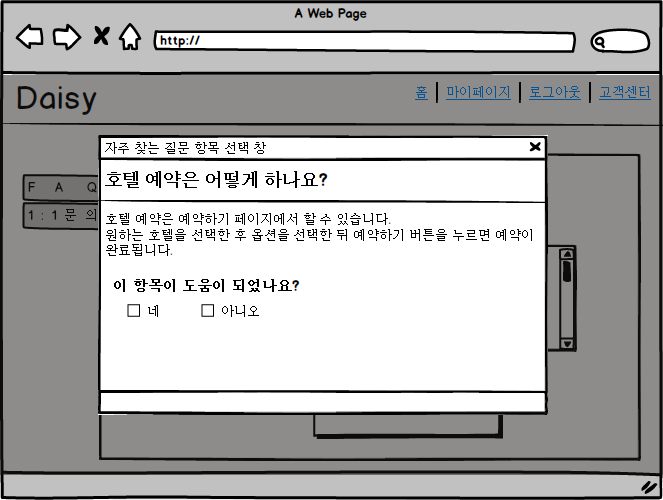 A Web Page
http://
Daisy
홈 마이페이지 로그아웃 고객센터
자주 찾는 질문 항목 선택 창
호텔 예약은 어떻게 하나요?
F A Q
1 : 1 문 의
호텔 예약은 예약하기 페이지에서 할 수 있습니다.
원하는 호텔을 선택한 후 옵션을 선택한 뒤 예약하기 버튼을 누르면 예약이
완료됩니다.
이 항목이 도움이 되었나요?
네 아니오